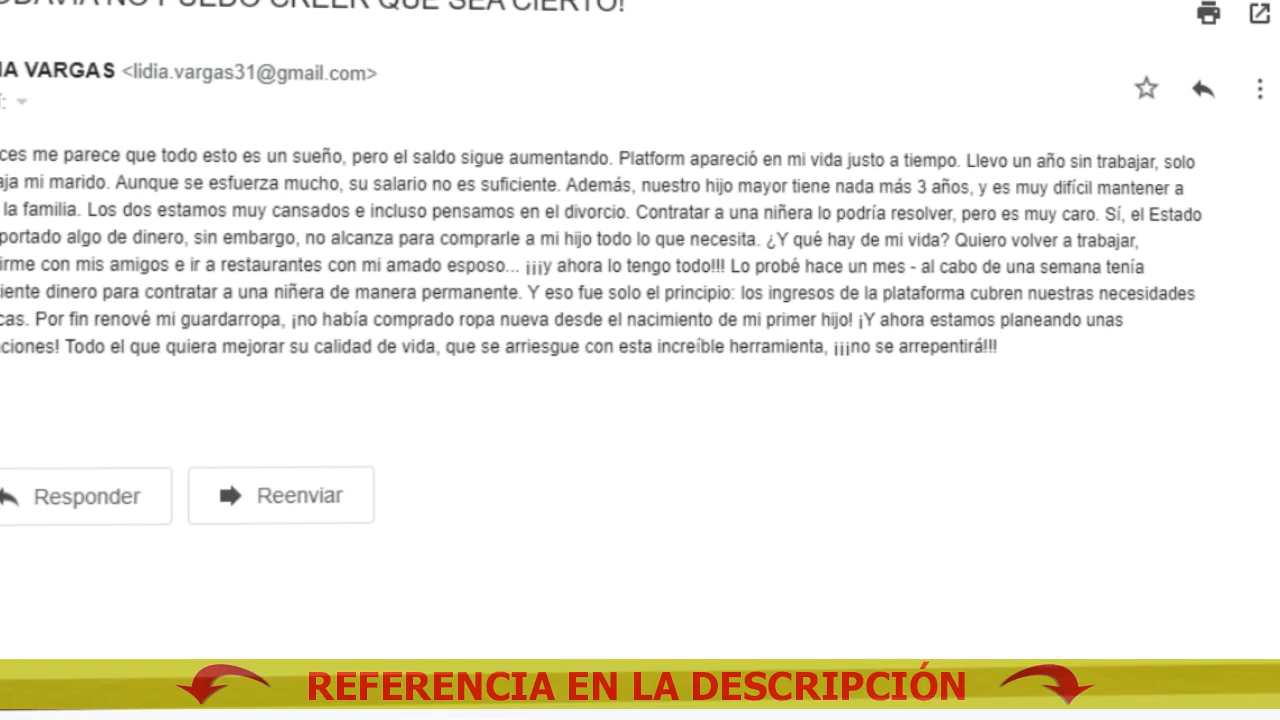 NO PUEDO CREER QUE SEA CIERTO!
VARGAS <lidia.vargas31@gmail.com>
me parece que todo esto es un sueño, pero el saldo sigue aumentando. Platform apareció en mi vida justo a tiempo. Llevo un año sin trabajar, solo
mi marido. Aunque se esfuerza mucho, su salario no es suficiente. Además, nuestro hijo mayor tiene nada más 3 años, y es muy difícil mantener a
la familia. Los dos estamos muy cansados e incluso pensamos en el divorcio. Contratar a una niñera lo podría resolver, pero es muy caro. Sí, el Estado
algo de dinero, sin embargo, no alcanza para comprarle a mi hijo todo lo que necesita. ¿Y qué hay de mi vida? Quiero volver a trabajar,
con mis amigos e ir a restaurantes con mi amado esposo... ¡¡¡y ahora lo tengo todo!!! Lo probé hace un mes - al cabo de una semana tenía
dinero para contratar a una niñera de manera permanente. Y eso fue solo el principio: los ingresos de la plataforma cubren nuestras necesidades
Por fin renové mi guardarropa, ¡no había comprado ropa nueva desde el nacimiento de mi primer hijo! ¡Y ahora estamos planeando unas
Todo el que quiera mejorar su calidad de vida, que se arriesgue con esta increíble herramienta, ¡¡¡no se arrepentirá!!!
Responder
Reenviar
REFERENCIA EN LA DESCRIPCIÓN